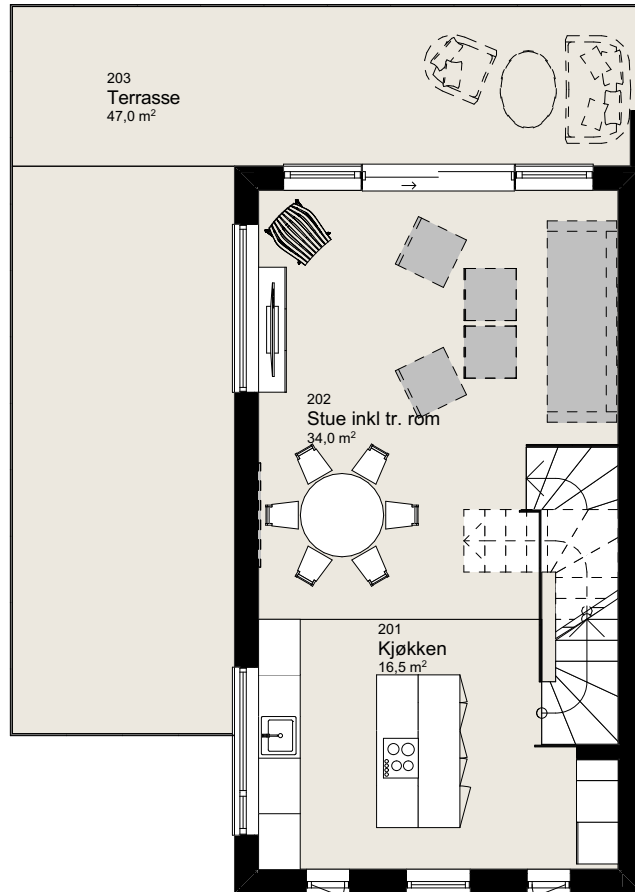 203
Terrasse
47,0 m²
202
Stue inkl tr. rom
34,0 m²
201
Kjøkken
16,5 m²